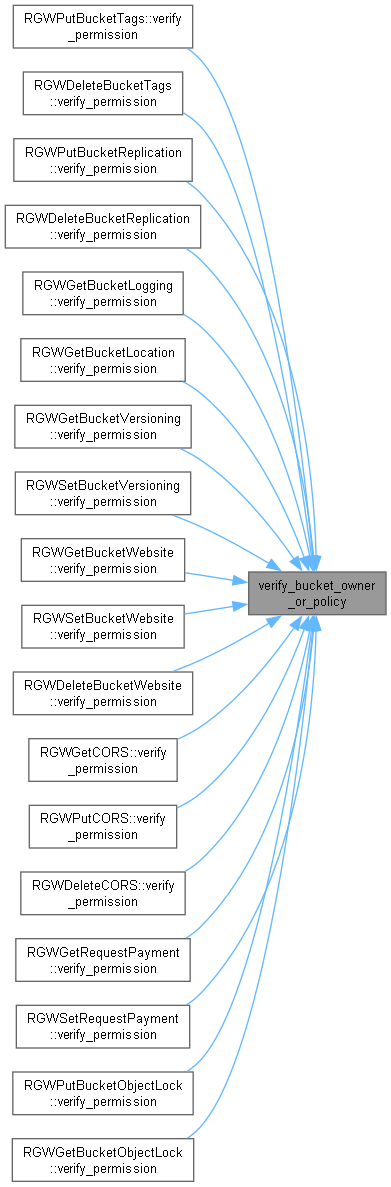 RGWPutBucketTags::verify
_permission
RGWDeleteBucketTags
::verify_permission
RGWPutBucketReplication
::verify_permission
RGWDeleteBucketReplication
::verify_permission
RGWGetBucketLogging
::verify_permission
RGWGetBucketLocation
::verify_permission
RGWGetBucketVersioning
::verify_permission
RGWSetBucketVersioning
::verify_permission
RGWGetBucketWebsite
::verify_permission
verify_bucket_owner
_or_policy
RGWSetBucketWebsite
::verify_permission
RGWDeleteBucketWebsite
::verify_permission
RGWGetCORS::verify
_permission
RGWPutCORS::verify
_permission
RGWDeleteCORS::verify
_permission
RGWGetRequestPayment
::verify_permission
RGWSetRequestPayment
::verify_permission
RGWPutBucketObjectLock
::verify_permission
RGWGetBucketObjectLock
::verify_permission